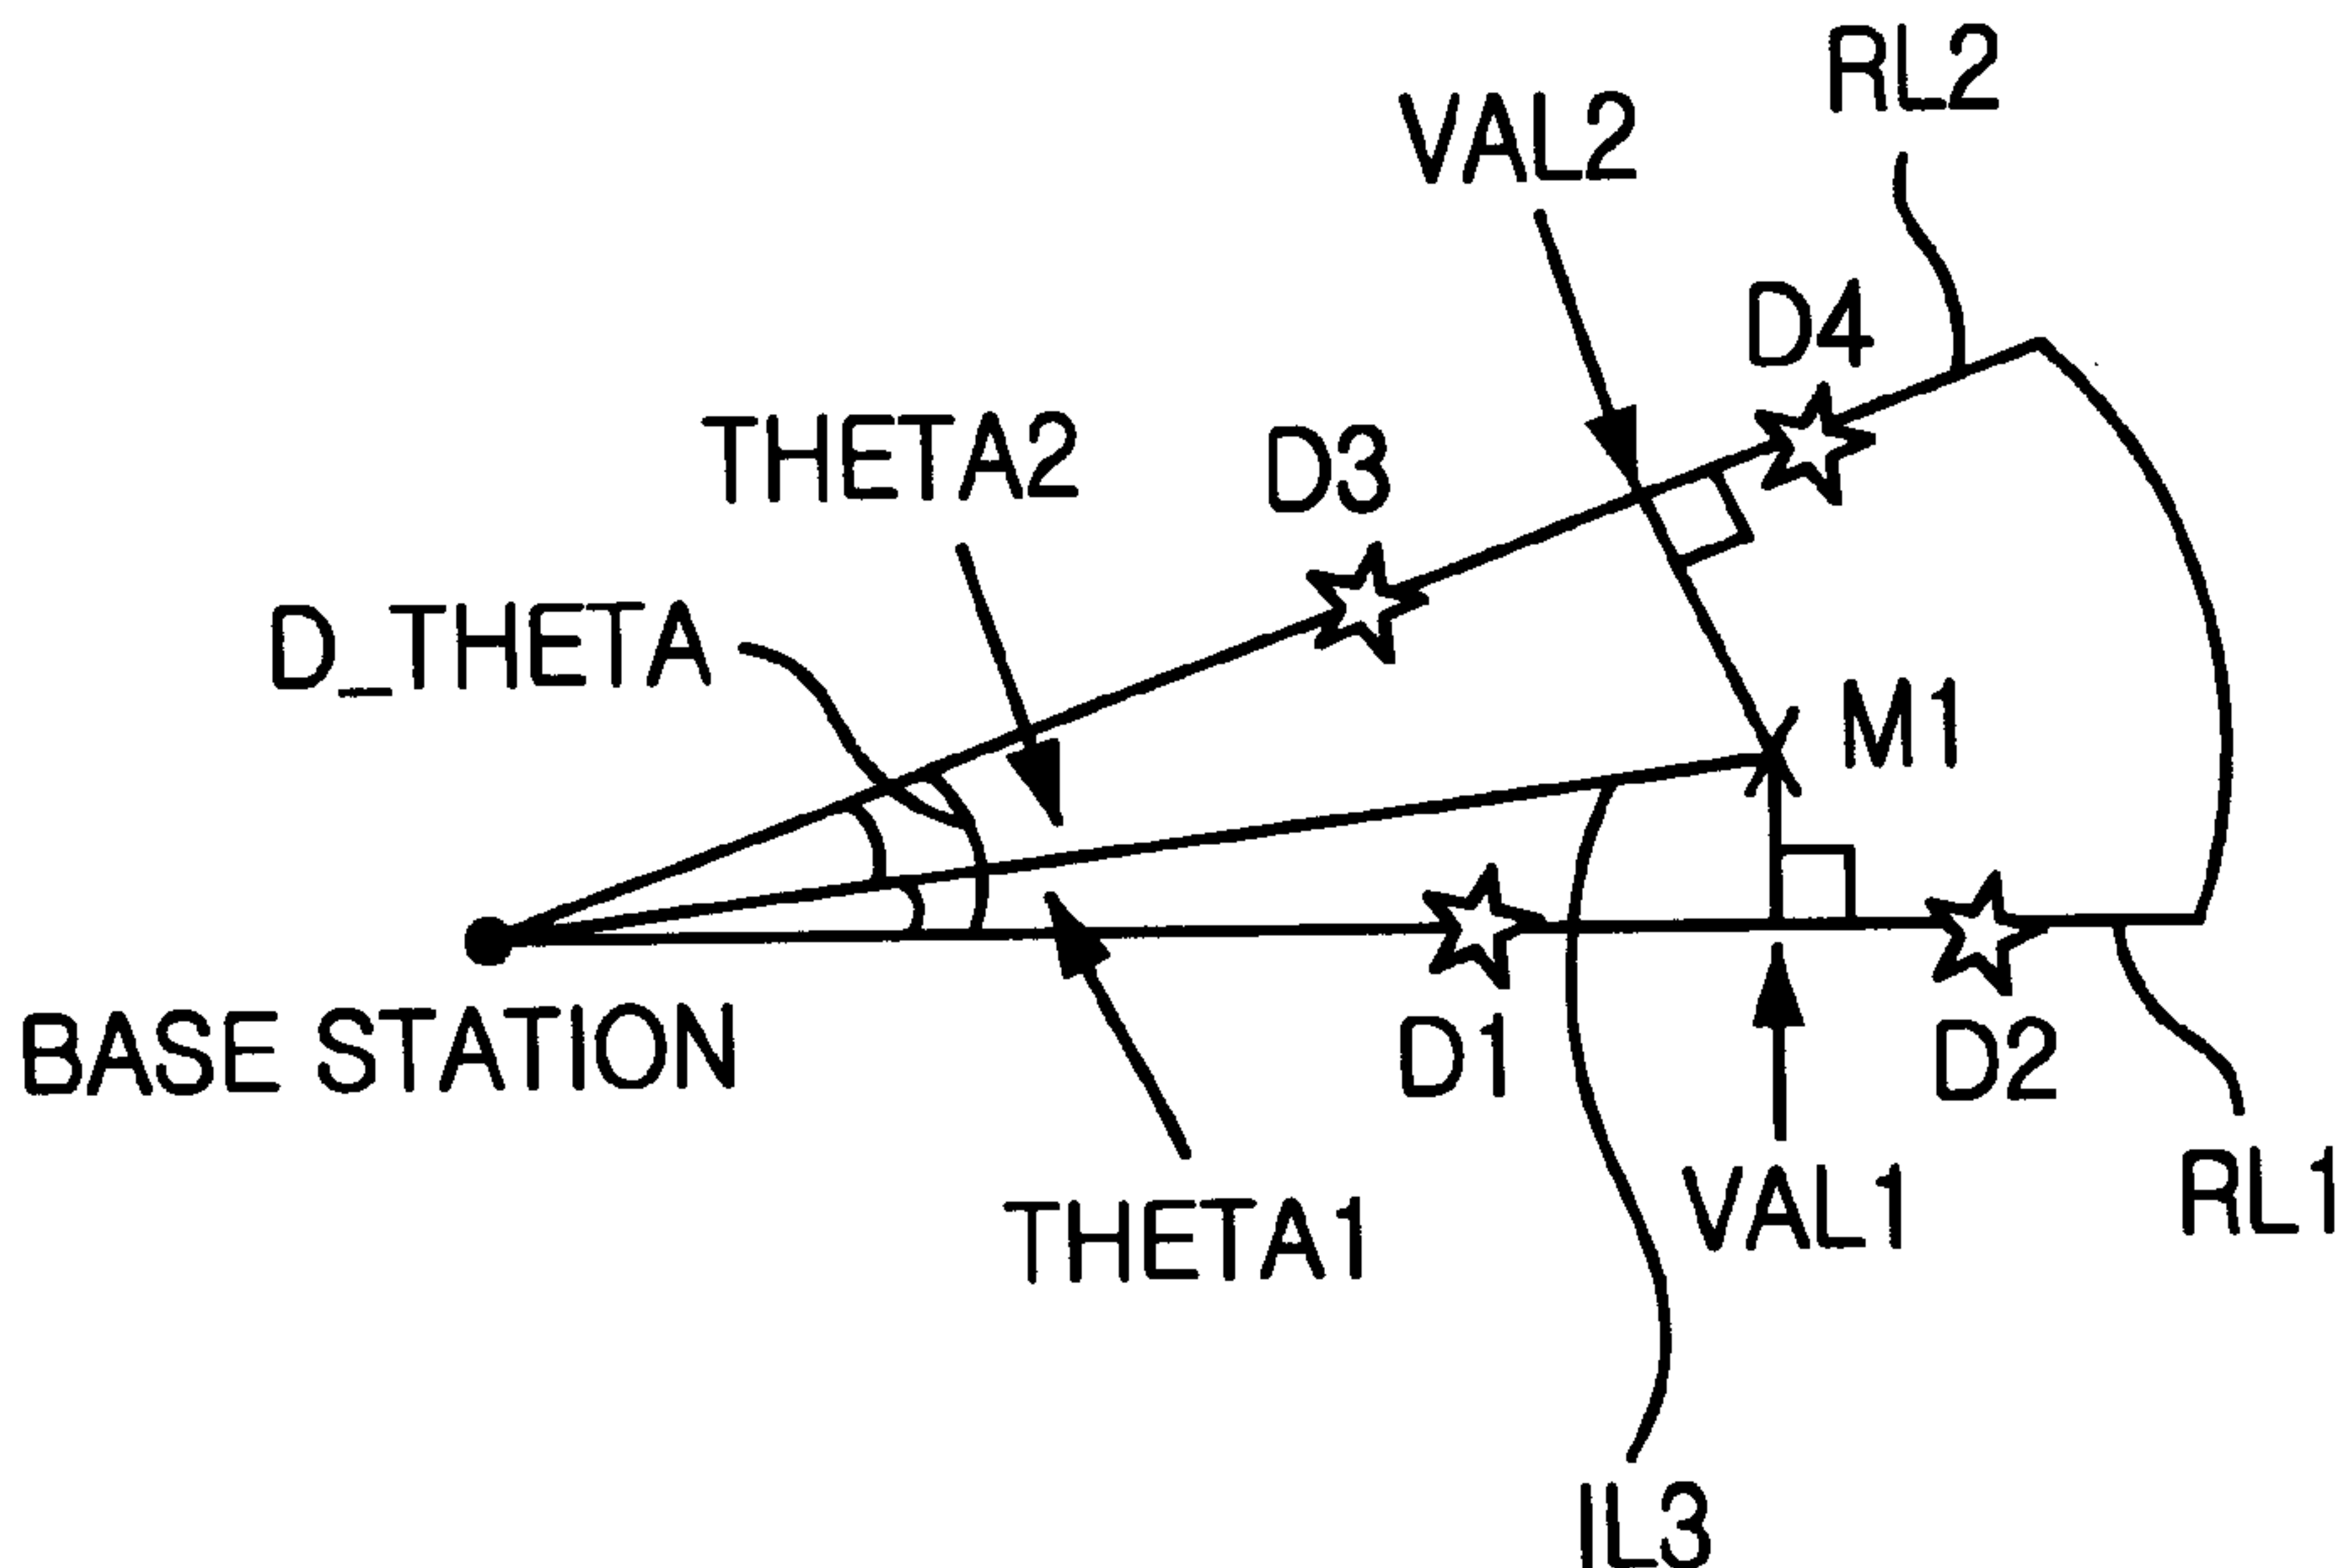 RL2
VAL2
D4
THETA2
D3
D_THETA
M1
BASE STATION
D1
D2
THETA1
VAL1
RL1
IL3